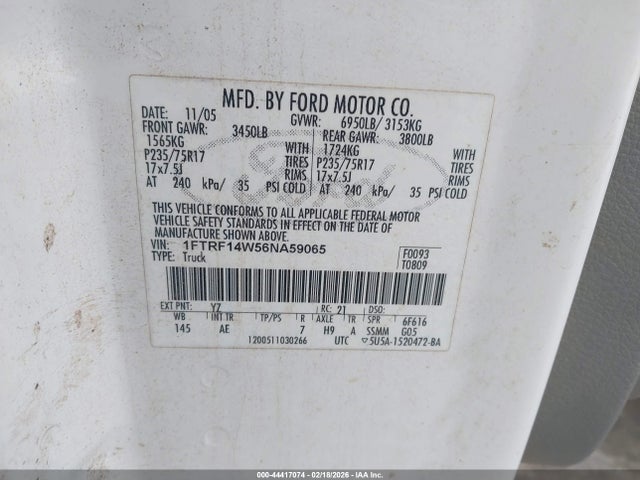 MFD. BY FORD MOTOR CO.
DATE: 11/05 GVWR: 6950LB/ 3153KG
FRONT GAWR: 3450LB REAR GAWR: 3800LB
1565KG WITH 1724KG WITH
P235/75R17 TIRES P235/75R17 TIRES
17x7.5J RIMS 17x7.5J RIMS
AT 240 kPa/ 35 PSI COLD AT 240 kPa/ 35 PSI COLD
THIS VEHICLE CONFORMS TO ALL APPLICABLE FEDERAL MOTOR
VEHICLE SAFETY STANDARDS IN EFFECT ON THE DATE OF
MANUFACTURE SHOWN ABOVE.
VIN: 1FTRF14W56NA59065 F0093
TYPE: Truck T0809
EXT PNT: YZ RC: 21 DSO:
WB INT TR TP/PS R AXLE TR SPR 6F616
145 AE 7 H9 A SSMM G05
1200511030266 UTC ▽5U5A-1520472-BA
Ford
000-44417074 | 02/18/2026 - IAA Inc.